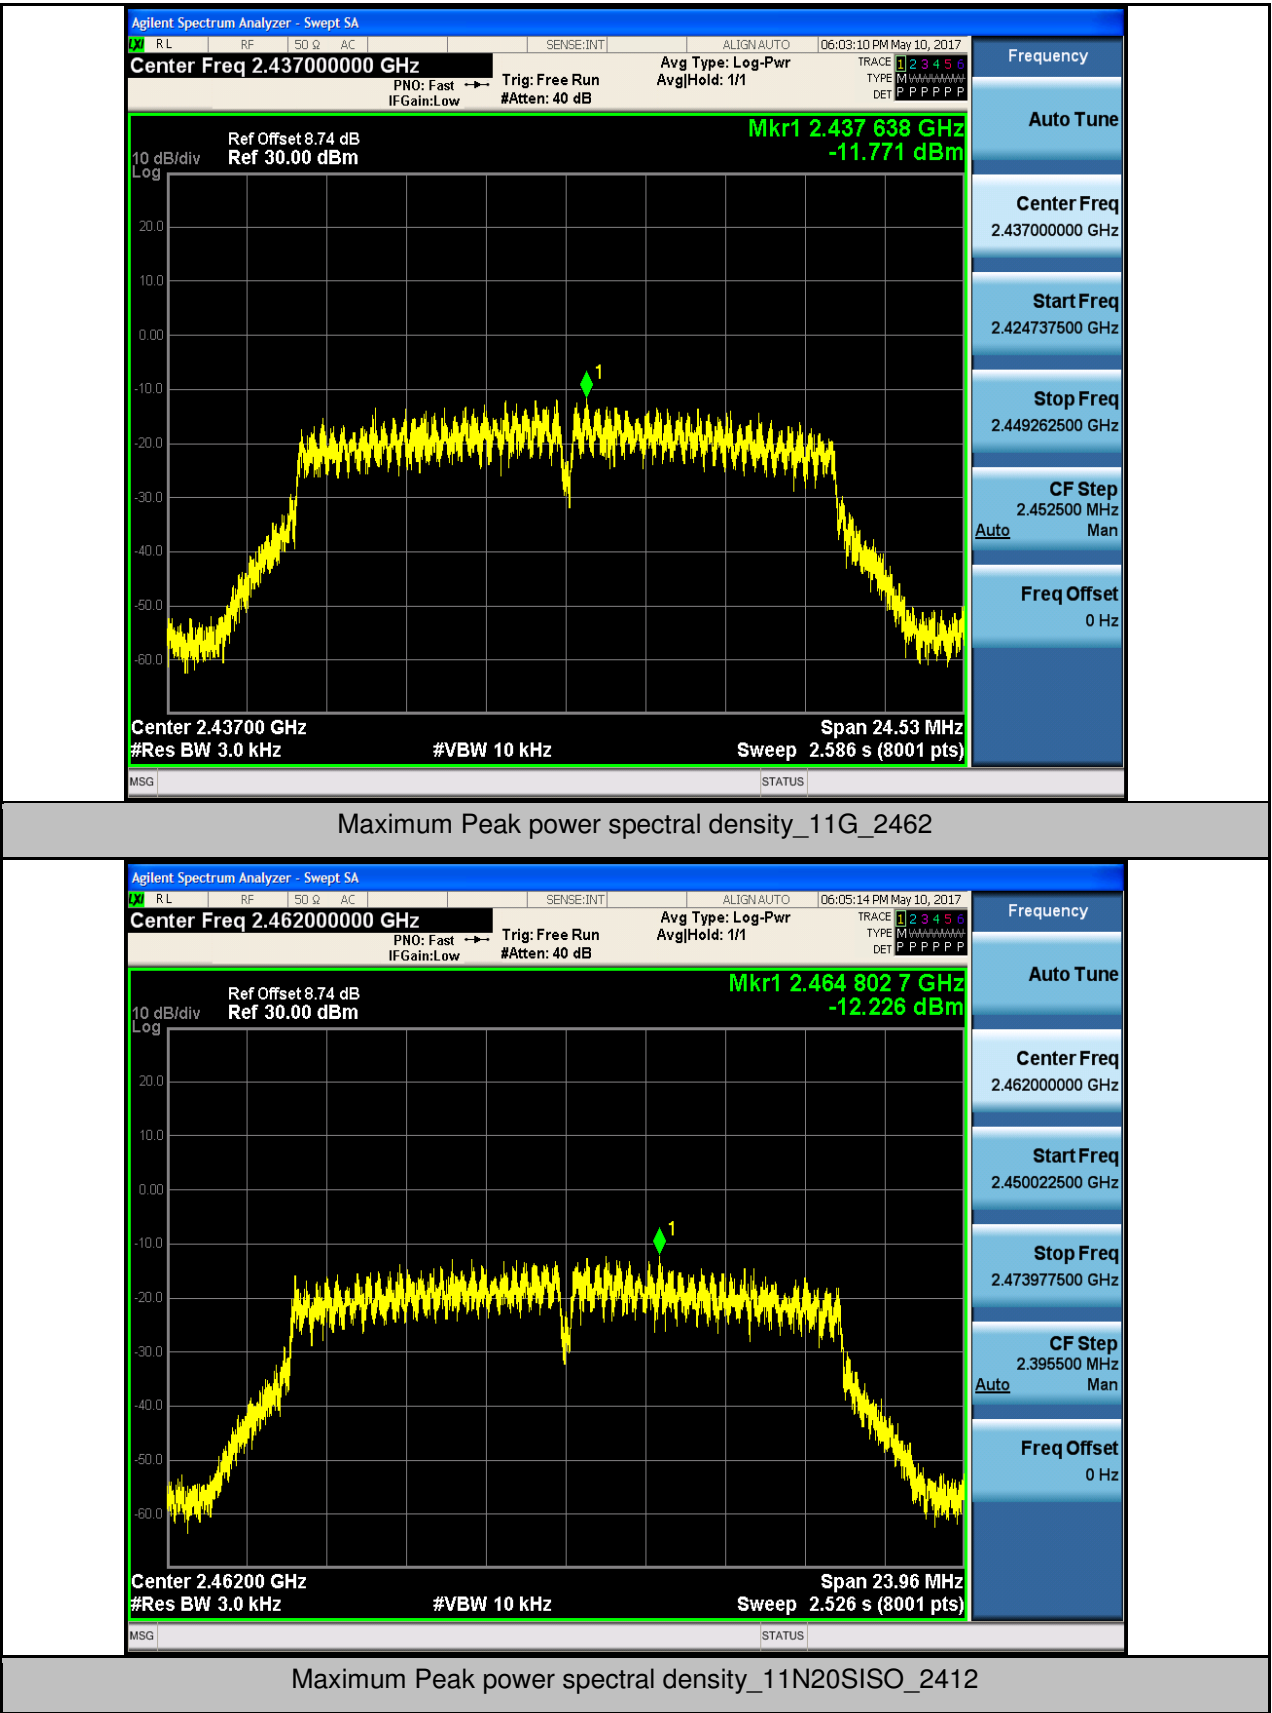 Agilent Spectrum Analyzer - Swept SA
LXI RL RF 50 Ω AC SENSE:INT ALIGN AUTO 06:03:10 PM May 10, 2017
Center Freq 2.437000000 GHz
PNO: Fast
IFGain:Low
Trig: Free Run
#Atten: 40 dB
Avg Type: Log-Pwr
Avg|Hold: 1/1
TRACE 1 2 3 4 5 6
TYPE M
DET P P P P P P
Frequency
Auto Tune
Ref Offset 8.74 dB
10 dB/div Ref 30.00 dBm
Log
Mkr1 2.437 638 GHz
-11.771 dBm
20.0
10.0
0.00
-10.0
-20.0
-30.0
-40.0
-50.0
-60.0
1
Center Freq
2.437000000 GHz
Start Freq
2.424737500 GHz
Stop Freq
2.449262500 GHz
CF Step
2.452500 MHz
Auto Man
Freq Offset
0 Hz
Center 2.43700 GHz Span 24.53 MHz
#Res BW 3.0 kHz #VBW 10 kHz Sweep 2.586 s (8001 pts)
MSG STATUS
Maximum Peak power spectral density_11G_2462
Agilent Spectrum Analyzer - Swept SA
LXI RL RF 50 Ω AC SENSE:INT ALIGN AUTO 06:05:14 PM May 10, 2017
Center Freq 2.462000000 GHz
PNO: Fast
IFGain:Low
Trig: Free Run
#Atten: 40 dB
Avg Type: Log-Pwr
Avg|Hold: 1/1
TRACE 1 2 3 4 5 6
TYPE M
DET P P P P P P
Frequency
Auto Tune
Ref Offset 8.74 dB
10 dB/div Ref 30.00 dBm
Log
Mkr1 2.464 802 7 GHz
-12.226 dBm
20.0
10.0
0.00
-10.0
-20.0
-30.0
-40.0
-50.0
-60.0
1
Center Freq
2.462000000 GHz
Start Freq
2.450022500 GHz
Stop Freq
2.473977500 GHz
CF Step
2.395500 MHz
Auto Man
Freq Offset
0 Hz
Center 2.46200 GHz Span 23.96 MHz
#Res BW 3.0 kHz #VBW 10 kHz Sweep 2.526 s (8001 pts)
MSG STATUS
Maximum Peak power spectral density_11N20SISO_2412